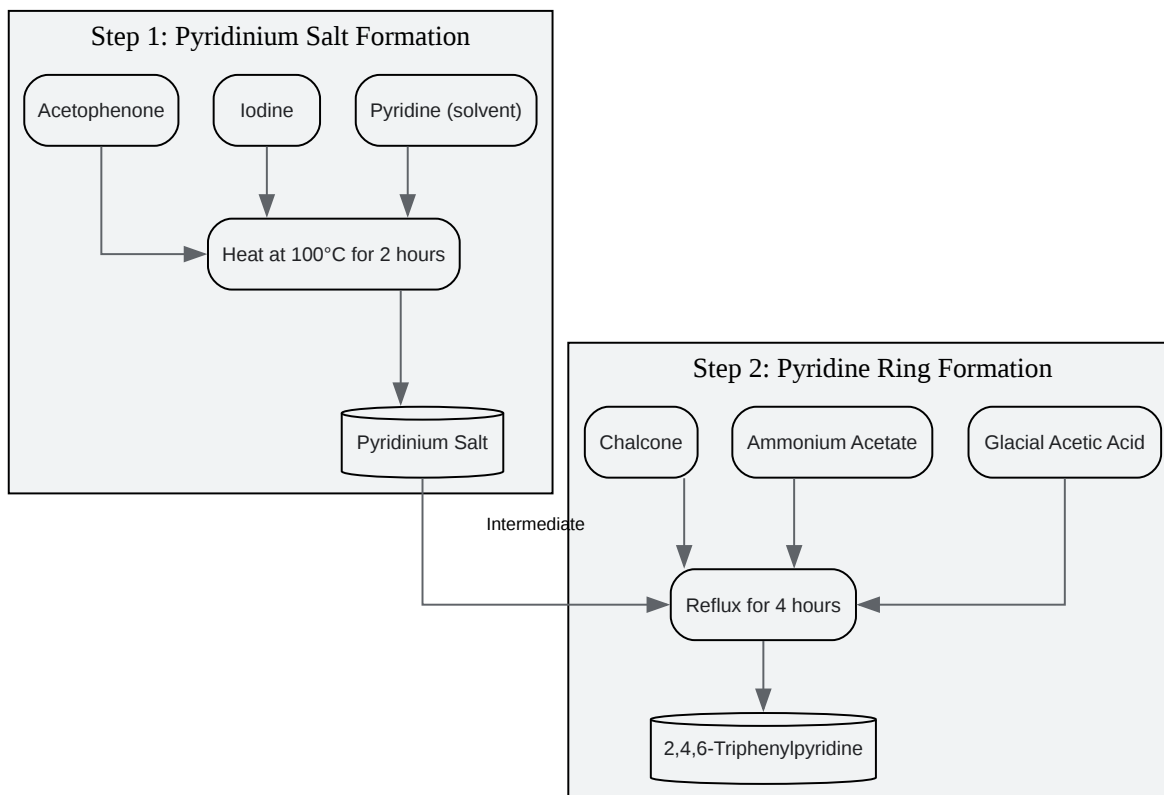 Step 1: Pyridinium Salt Formation
Acetophenone
Iodine
Pyridine (solvent)
Heat at 100°C for 2 hours
Pyridinium Salt
Intermediate
Step 2: Pyridine Ring Formation
Chalcone
Ammonium Acetate
Glacial Acetic Acid
Reflux for 4 hours
2,4,6-Triphenylpyridine